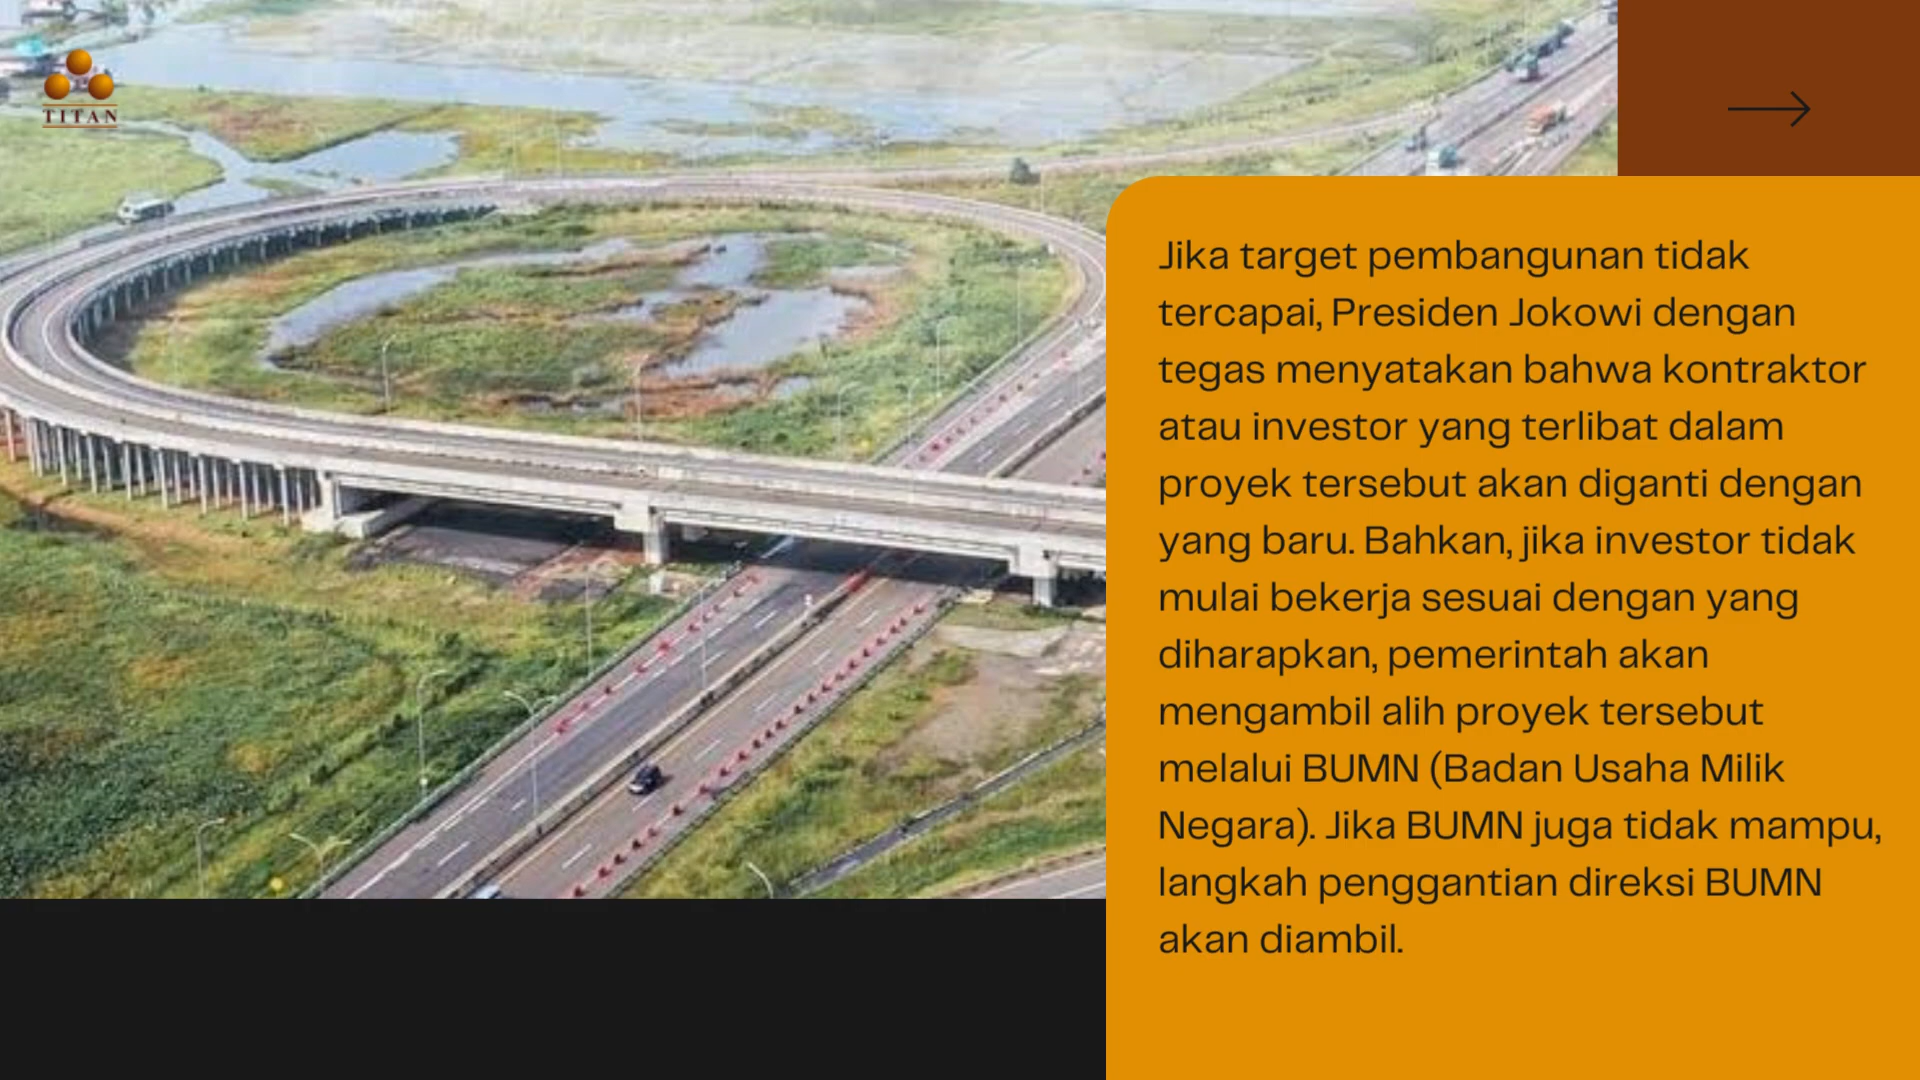 TITAN
Jika target pembangunan tidak
tercapai, Presiden Jokowi dengan
tegas menyatakan bahwa kontraktor
atau investor yang terlibat dalam
proyek tersebut akan diganti dengan
yang baru. Bahkan, jika investor tidak
mulai bekerja sesuai dengan yang
diharapkan, pemerintah akan
mengambil alih proyek tersebut
melalui BUMN (Badan Usaha Milik
Negara). Jika BUMN juga tidak mampu,
langkah penggantian direksi BUMN
akan diambil.